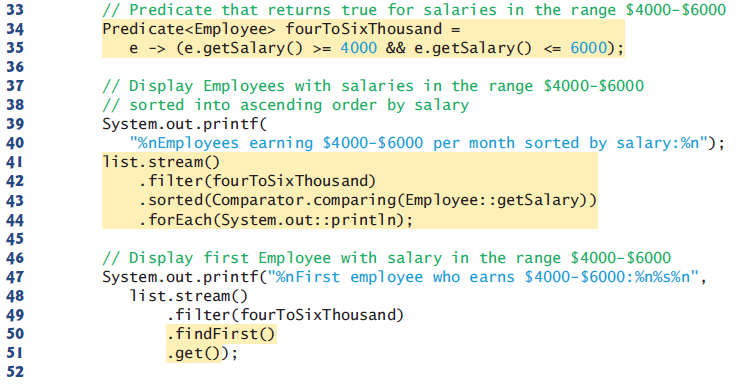 33 // Predicate that returns true for salaries in the range $4000-$6000
34 Predicate<Employee> fourToSixThousand =
35 e -> (e.getSalary() >= 4000 && e.getSalary() <= 6000);
36
37 // Display Employees with salaries in the range $4000-$6000
38 // sorted into ascending order by salary
39 System.out.printf(
40 "%nEmployees earning $4000-$6000 per month sorted by salary:%n");
41 list.stream()
42 .filter(fourToSixThousand)
43 .sorted(Comparator.comparing(Employee::getSalary))
44 .forEach(System.out::println);
45
46 // Display first Employee with salary in the range $4000-$6000
47 System.out.printf("%nFirst employee who earns $4000-$6000:%n%s%n",
48 list.stream()
49 .filter(fourToSixThousand)
50 .findFirst()
51 .get());
52